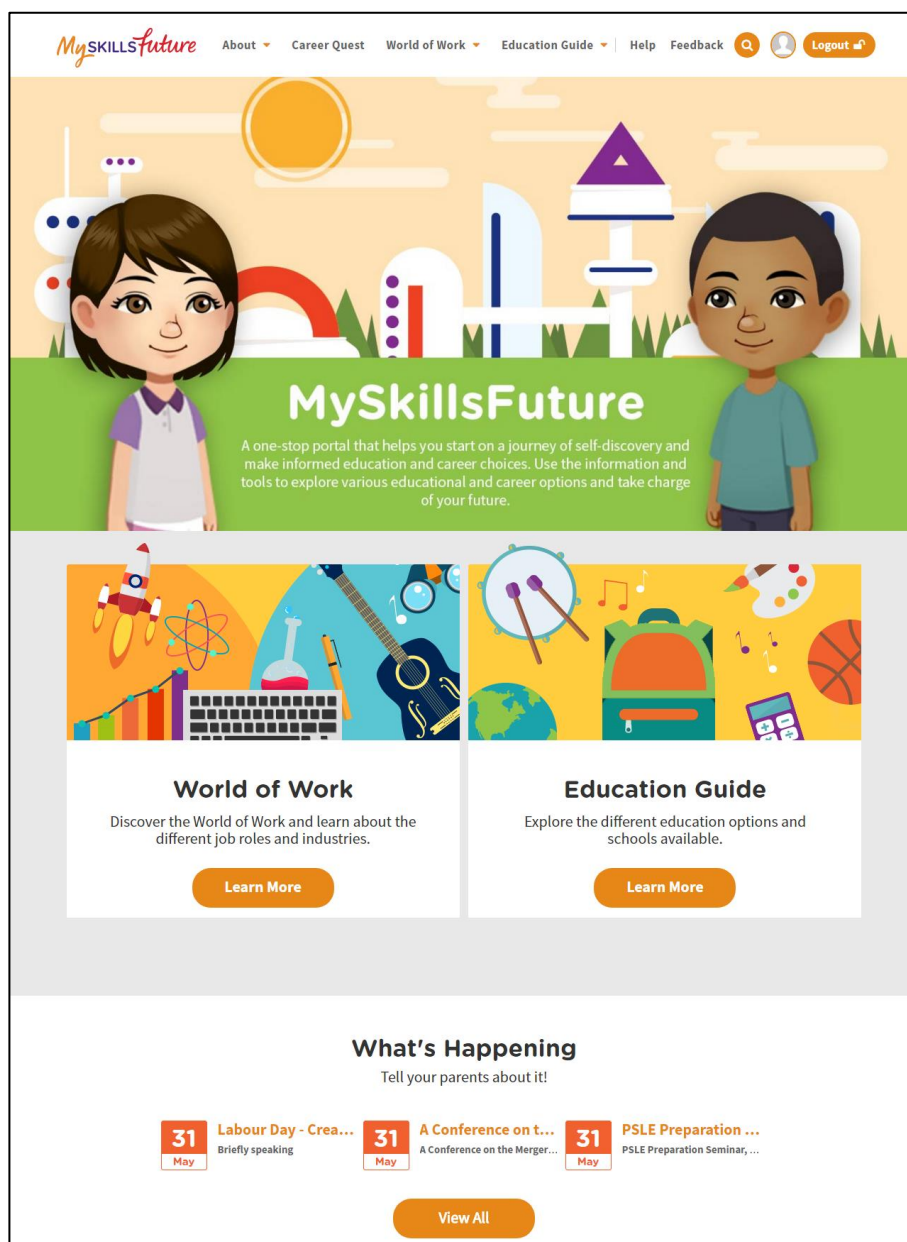 MySKILLSfuture About Career Quest World of Work Education Guide Help Feedback Logout
MySkillsFuture
A one-stop portal that helps you start on a journey of self-discovery and
make informed education and career choices. Use the information and
tools to explore various educational and career options and take charge
of your future.
World of Work
Discover the World of Work and learn about the
different job roles and industries.
Learn More
Education Guide
Explore the different education options and
schools available.
Learn More
What's Happening
Tell your parents about it!
31
May
Labour Day - Crea...
Briefly speaking
31
May
A Conference on t...
A Conference on the Merger...
31
May
PSLE Preparation ...
PSLE Preparation Seminar, ...
View All